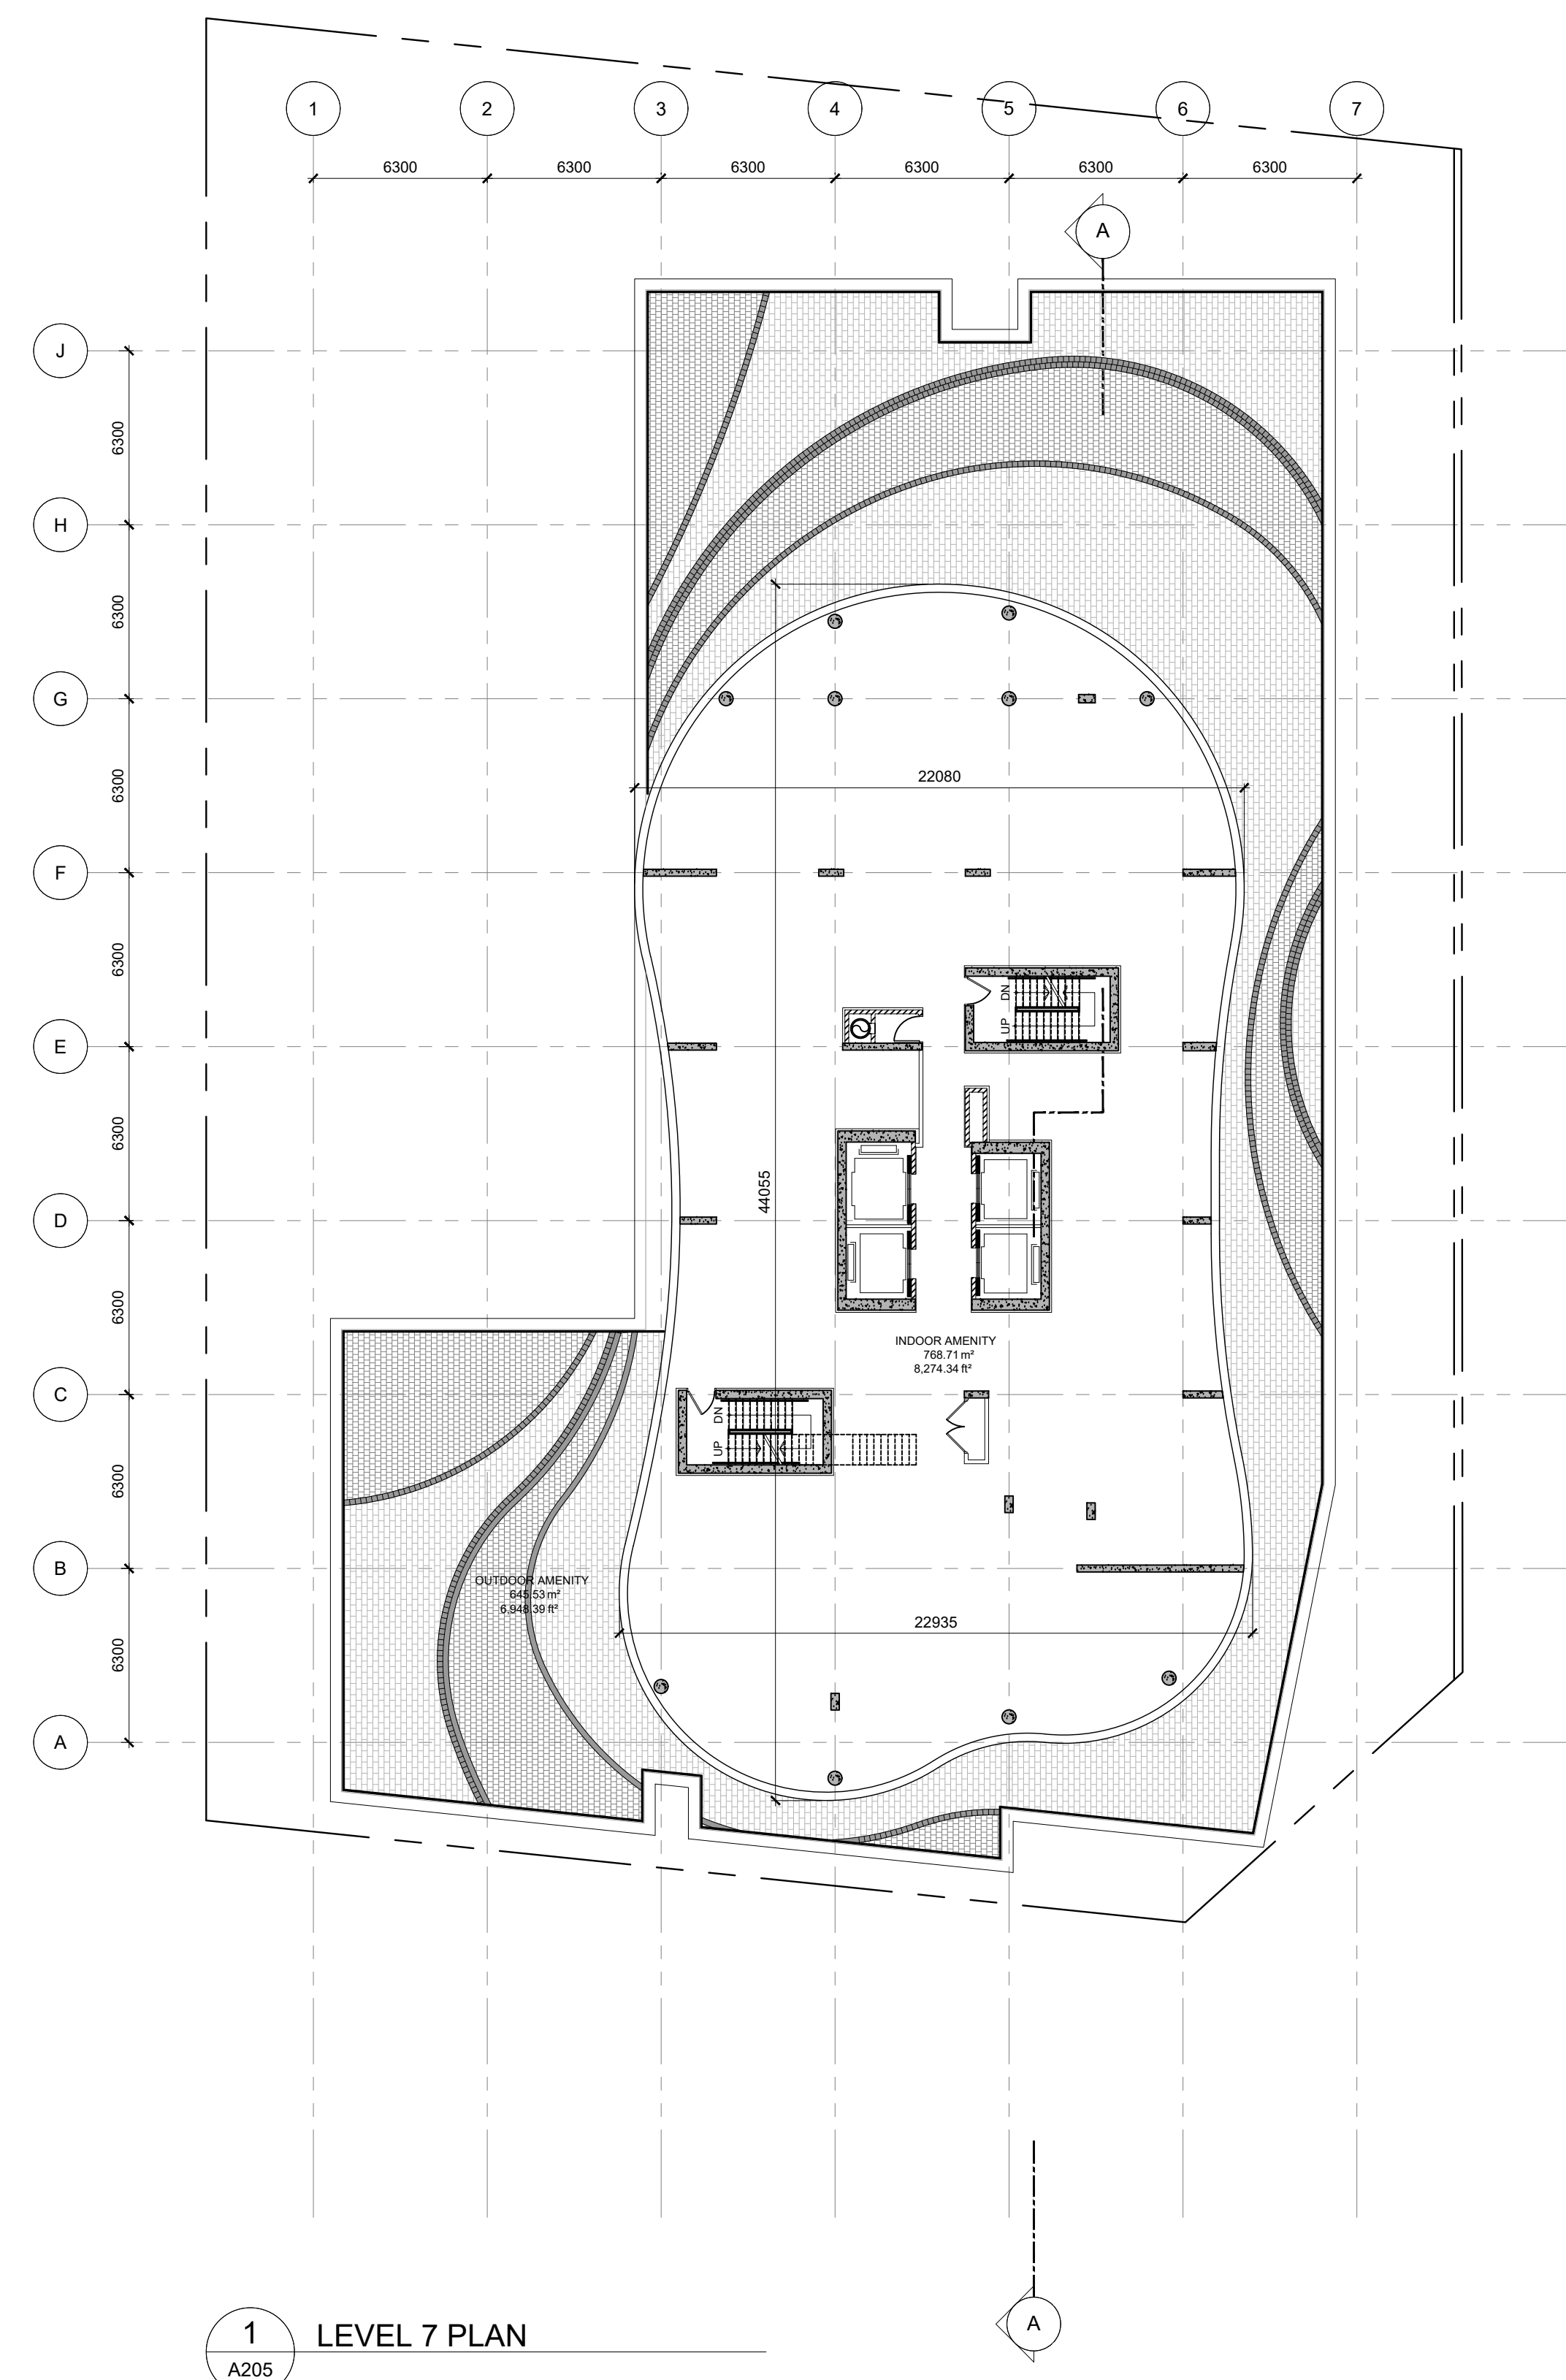 1 2 3 4 5 6 7
6300 6300 6300 6300 6300 6300
A
J
6300
H
6300
G
6300
22080
F
6300
DN
UP
E
6300
44055
D
6300
INDOOR AMENITY
768.71 m²
8,274.34 ft²
C
DN
UP
6300
B
OUTDOOR AMENITY
645.53 m²
6,948.39 ft²
22935
6300
A
A
1
LEVEL 7 PLAN
A205